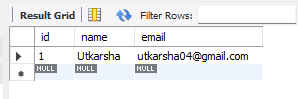 Result Grid Filter Rows:
id name email
1 Utkarsha utkarsha04@gmail.com
NULL NULL NULL